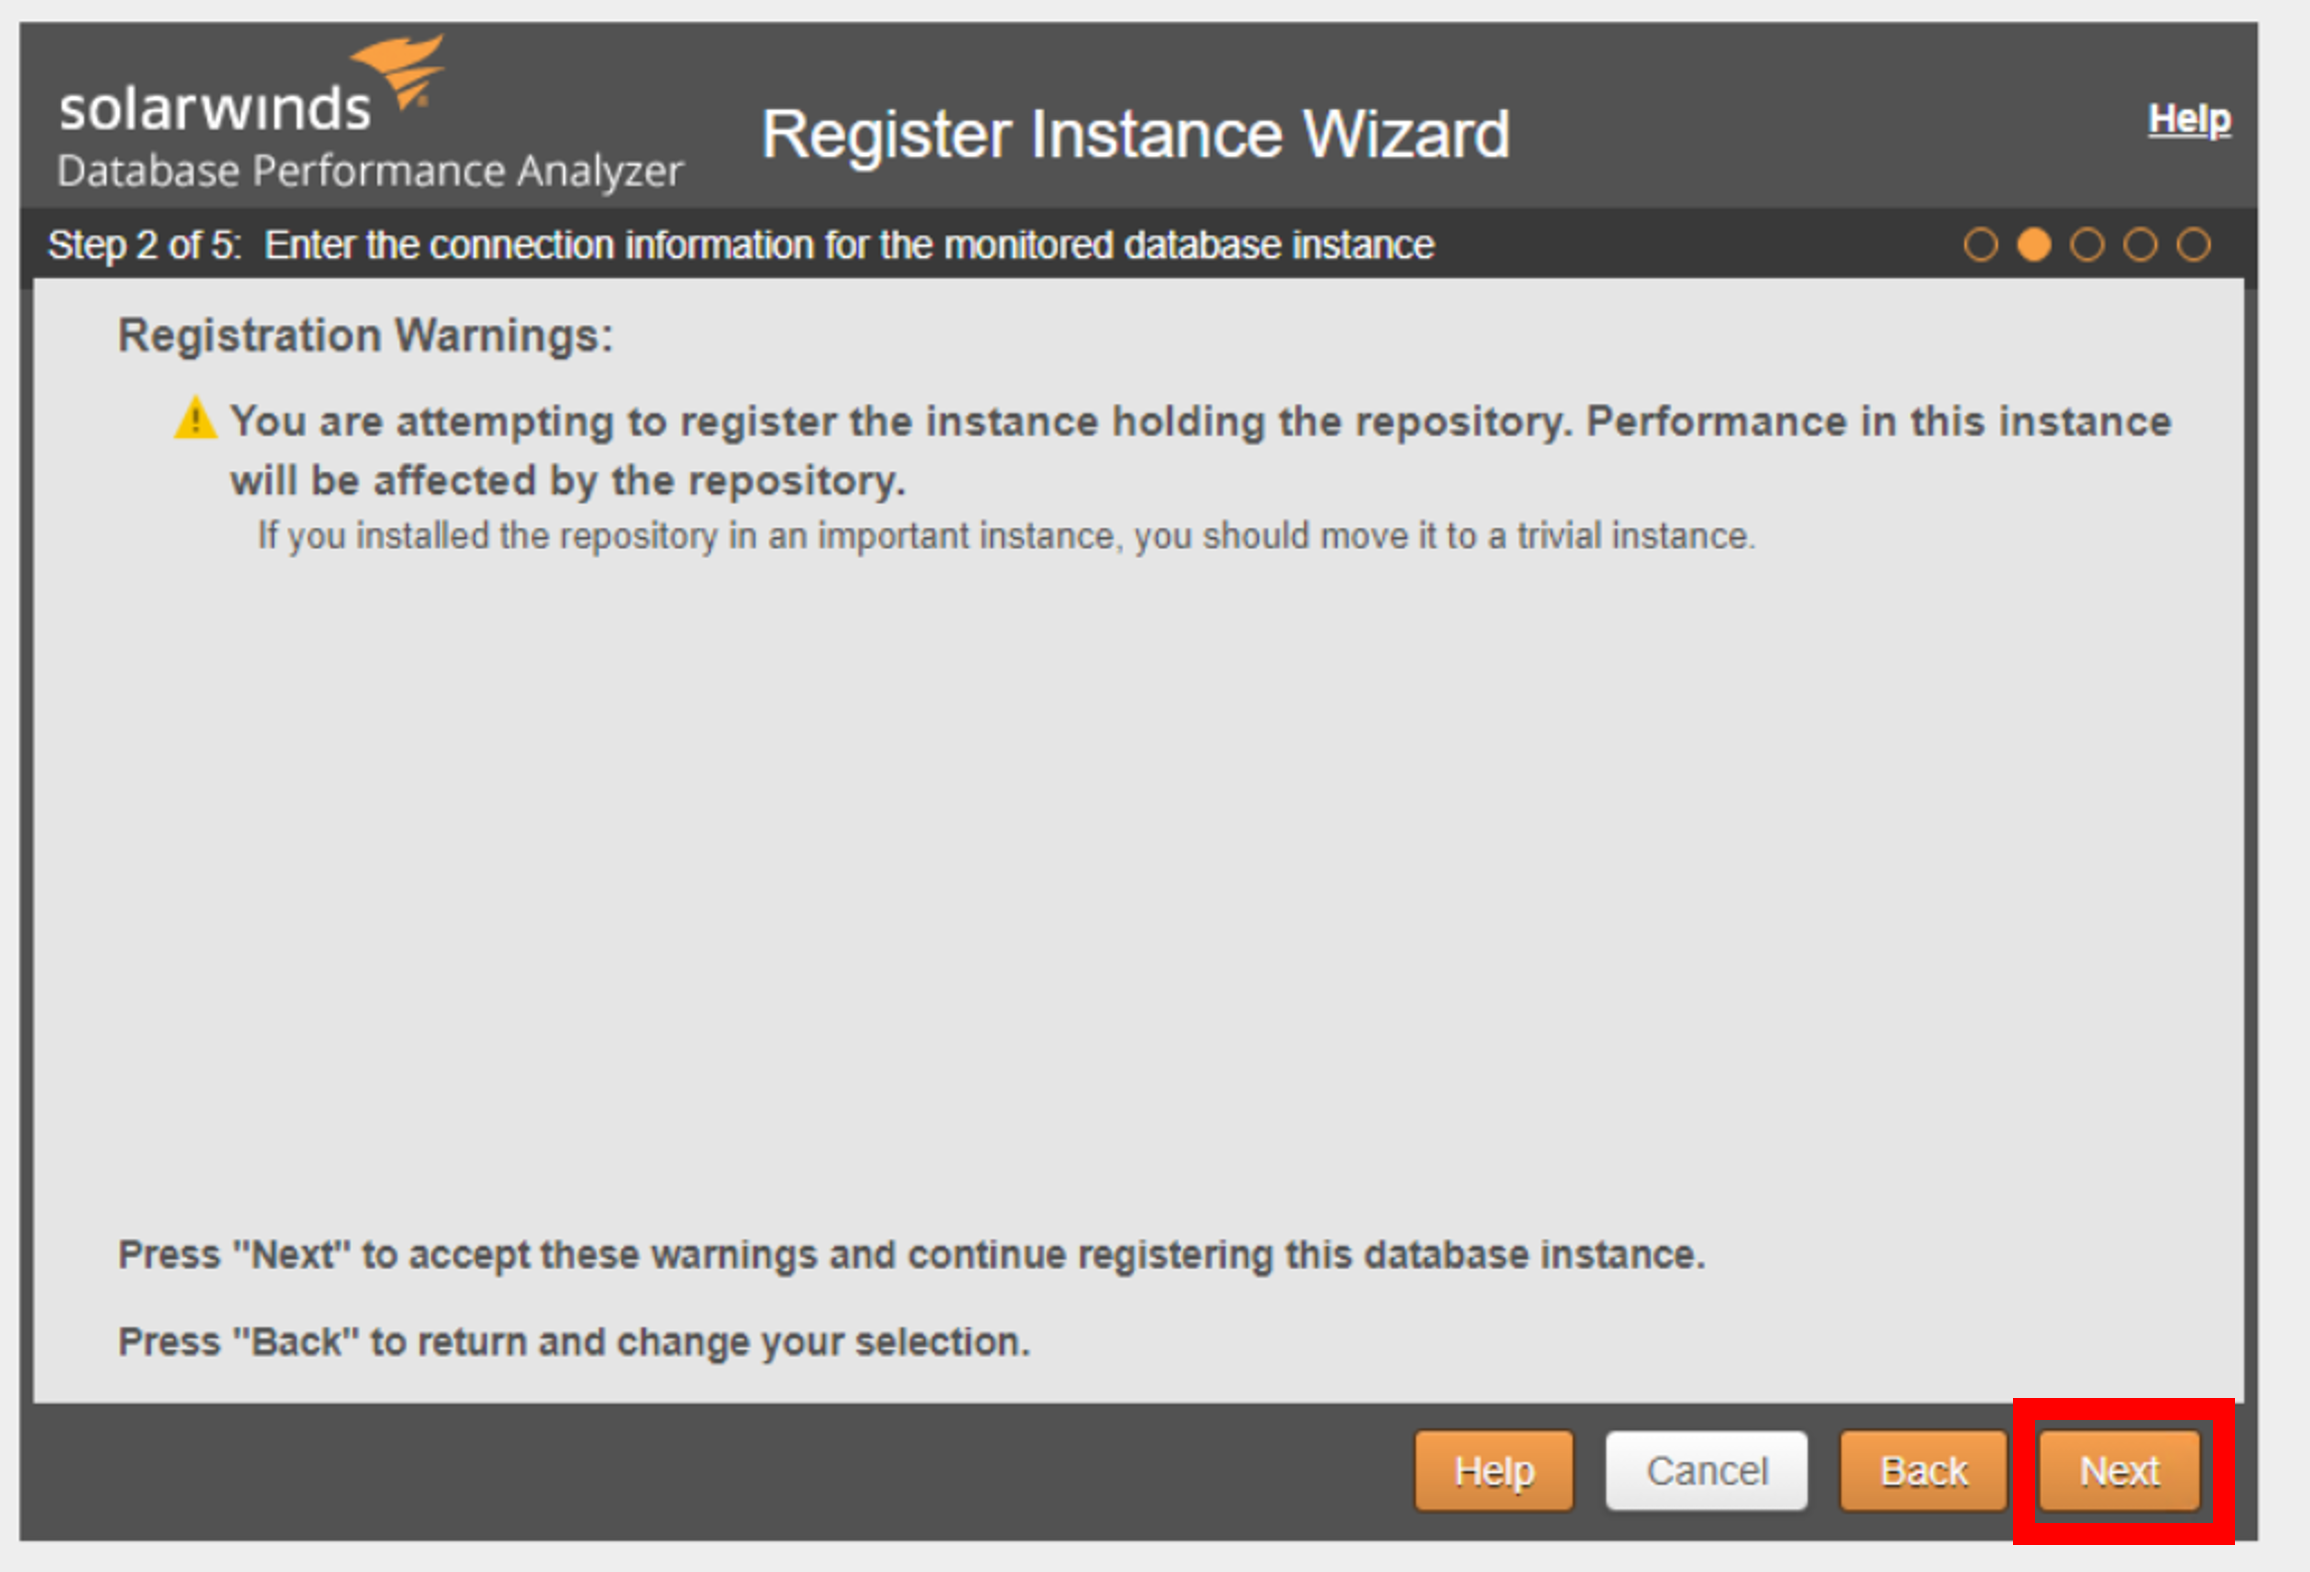 solarwinds
Database Performance Analyzer
Register Instance Wizard
Help
Step 2 of 5: Enter the connection information for the monitored database instance
Registration Warnings:
You are attempting to register the instance holding the repository. Performance in this instance
will be affected by the repository.
If you installed the repository in an important instance, you should move it to a trivial instance.
Press "Next" to accept these warnings and continue registering this database instance.
Press "Back" to return and change your selection.
Help
Cancel
Back
Next